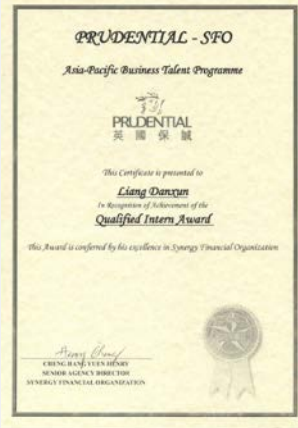 PRUDENTIAL - SFO
Asia-Pacific Business Talent Programme
PRUDENTIAL
英國保誠
This Certificate is presented to
Liang Danxun
In Recognition of Achievement of the
Qualified Intern Award
This Award is conferred by his excellence in Synergy Financial Organization
CHENG HANG YUEN HENRY
SENIOR AGENCY DIRECTOR
SYNERGY FINANCIAL ORGANIZATION